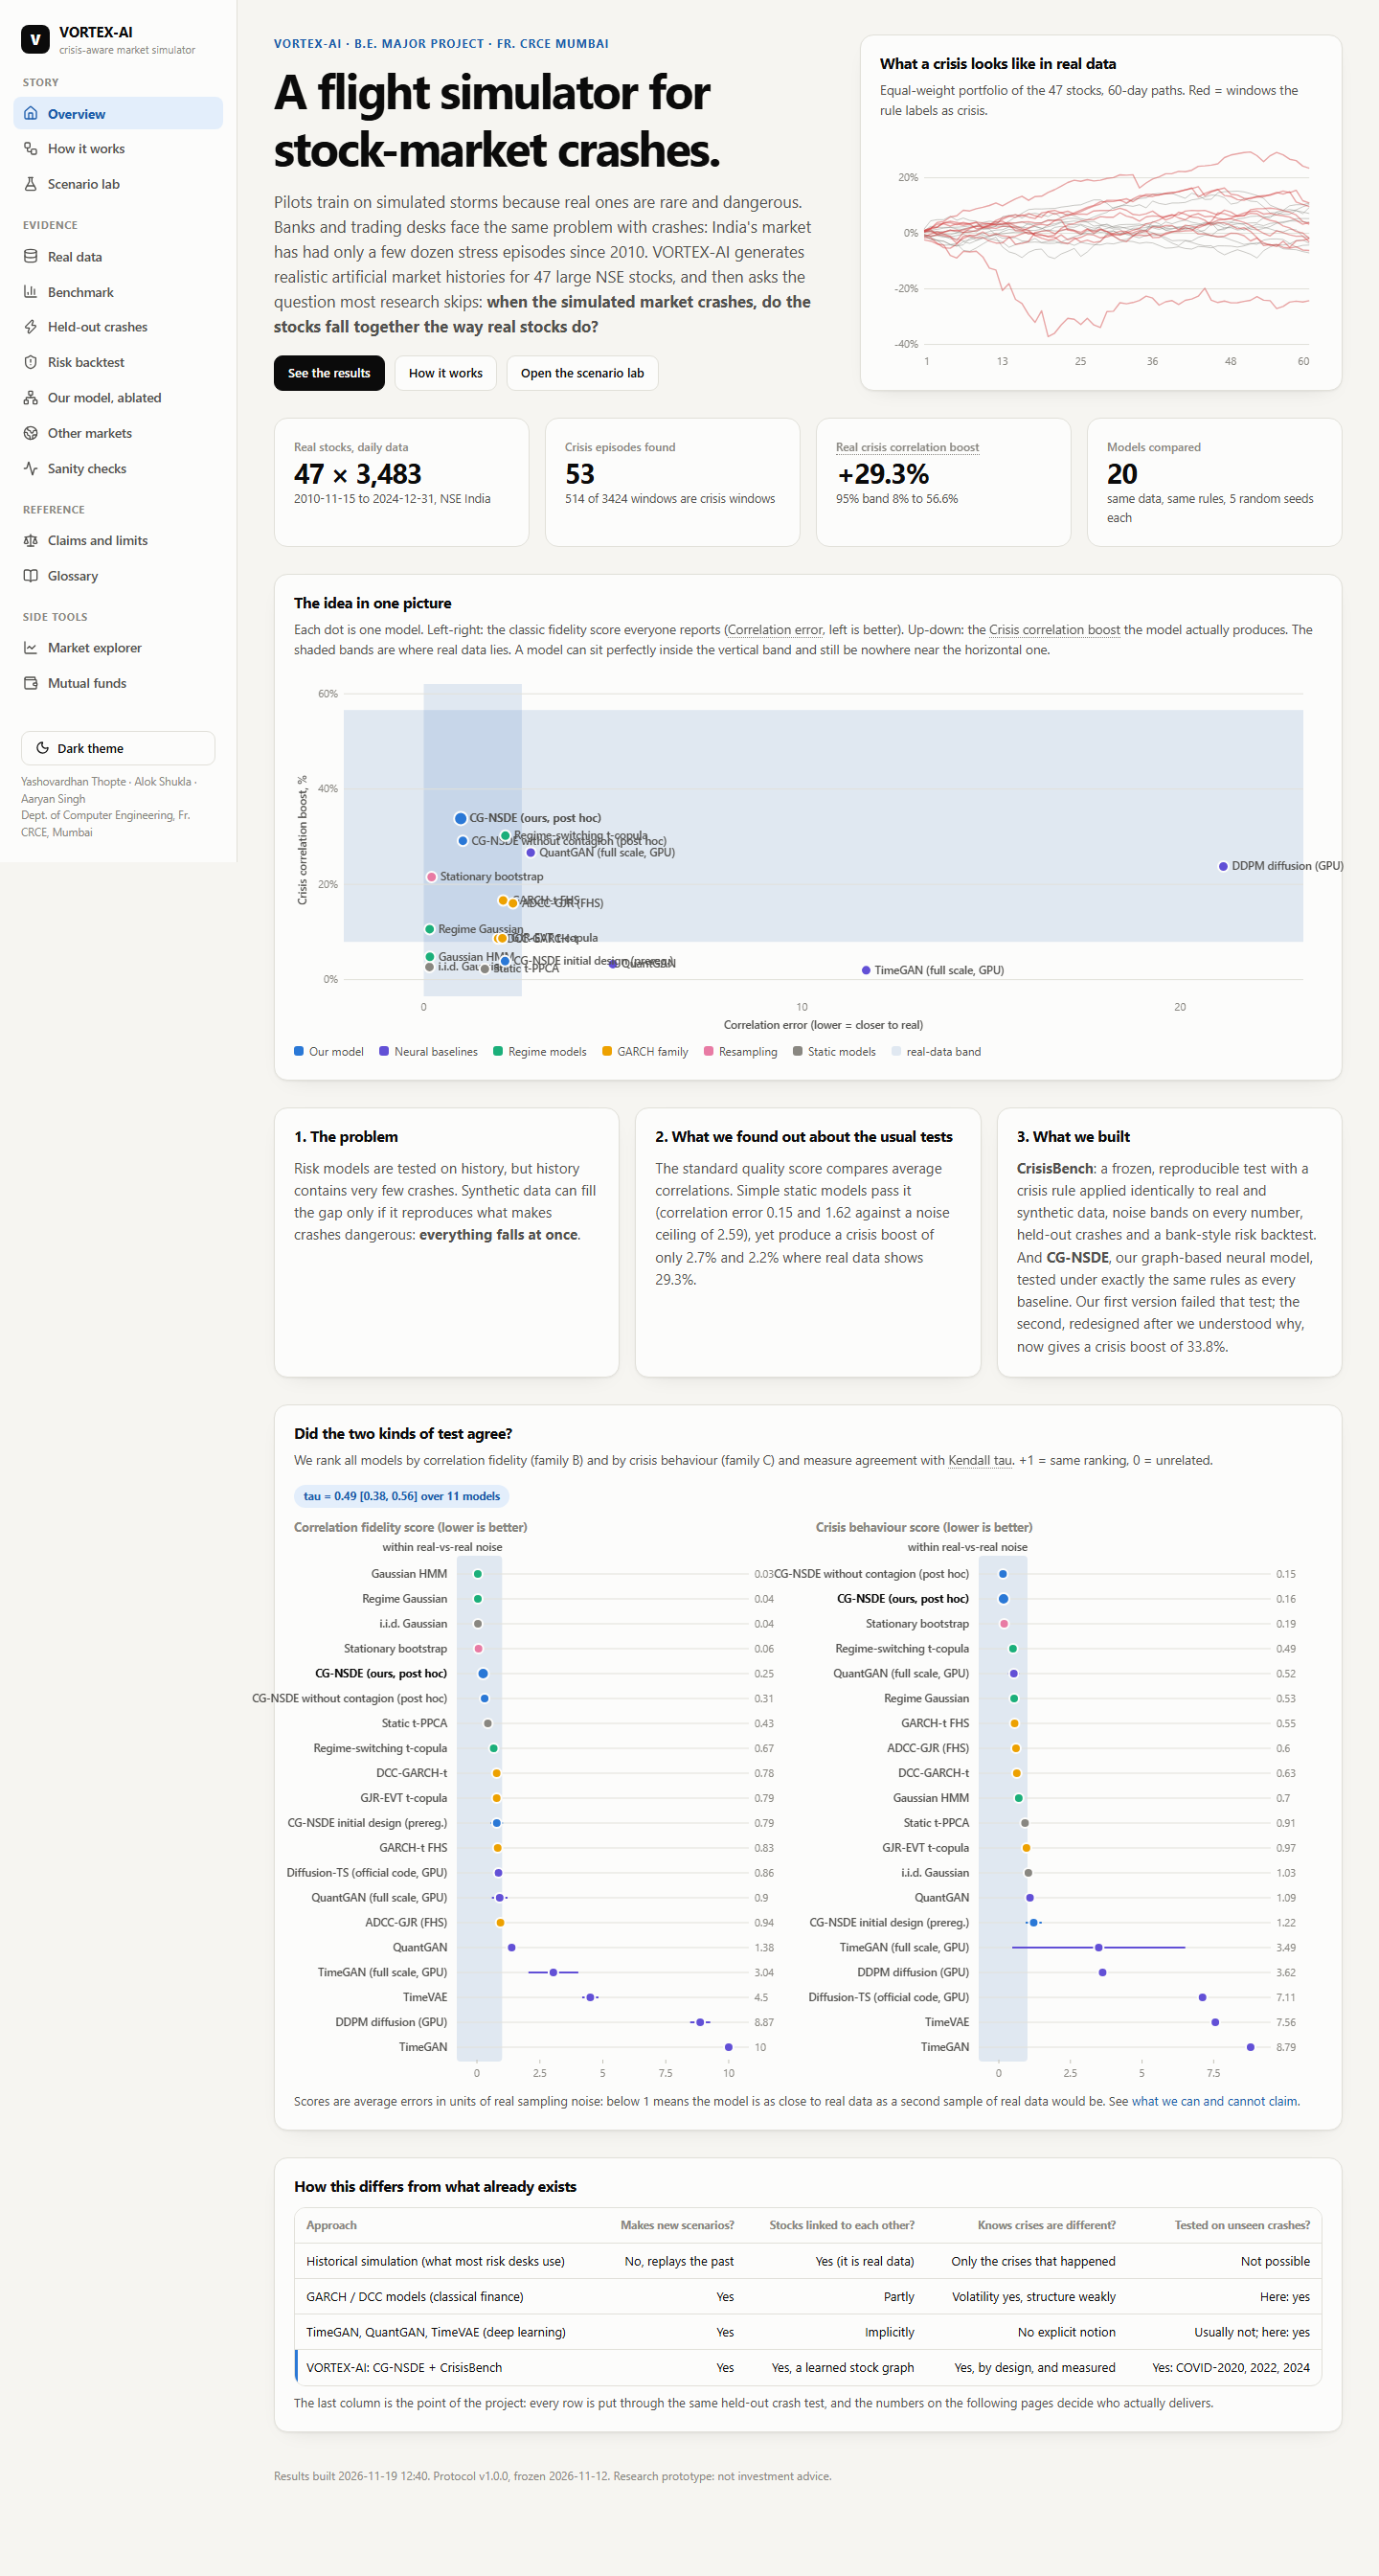 V
VORTEX-AI
crisis-aware market simulator
STORY
Overview
How it works
Scenario lab
EVIDENCE
Real data
Benchmark
Held-out crashes
Risk backtest
Our model, ablated
Other markets
Sanity checks
REFERENCE
Claims and limits
Glossary
SIDE TOOLS
Market explorer
Mutual funds
Dark theme
Yashovardhan Thopte · Alok Shukla ·
Aaryan Singh
Dept. of Computer Engineering, Fr.
CRCE, Mumbai
VORTEX-AI · B.E. MAJOR PROJECT · FR. CRCE MUMBAI
A flight simulator for
stock-market crashes.
Pilots train on simulated storms because real ones are rare and dangerous.
Banks and trading desks face the same problem with crashes: India's market
has had only a few dozen stress episodes since 2010. VORTEX-AI generates
realistic artificial market histories for 47 large NSE stocks, and then asks the
question most research skips: when the simulated market crashes, do the
stocks fall together the way real stocks do?
See the results
How it works
Open the scenario lab
What a crisis looks like in real data
Equal-weight portfolio of the 47 stocks, 60-day paths. Red = windows the
rule labels as crisis.
20%
0%
-20%
-40%
1 13 25 36 48 60
Real stocks, daily data
47 × 3,483
2010-11-15 to 2024-12-31, NSE India
Crisis episodes found
53
514 of 3424 windows are crisis windows
Real crisis correlation boost
+29.3%
95% band 8% to 56.6%
Models compared
20
same data, same rules, 5 random seeds
each
The idea in one picture
Each dot is one model. Left-right: the classic fidelity score everyone reports (Correlation error, left is better). Up-down: the Crisis correlation boost the model actually produces. The
shaded bands are where real data lies. A model can sit perfectly inside the vertical band and still be nowhere near the horizontal one.
60%
40%
20%
0%
Crisis correlation boost, %
CG-NSDE (ours, post hoc)
Regime-switching t-copula
CG-NSDE without contagion (post hoc)
QuantGAN (full scale, GPU)
DDPM diffusion (GPU)
Stationary bootstrap
GARCH-t FHS
ADCC-GJR (FHS)
Regime Gaussian
DCC-GARCH-t
GJR-EVT t-copula
Gaussian HMM
CG-NSDE initial design (prereg.)
QuantGAN
i.i.d. Gaussian
Static t-PPCA
TimeGAN (full scale, GPU)
0 10 20
Correlation error (lower = closer to real)
Our model
Neural baselines
Regime models
GARCH family
Resampling
Static models
real-data band
1. The problem
Risk models are tested on history, but history
contains very few crashes. Synthetic data can fill
the gap only if it reproduces what makes
crashes dangerous: everything falls at once.
2. What we found out about the usual tests
The standard quality score compares average
correlations. Simple static models pass it
(correlation error 0.15 and 1.62 against a noise
ceiling of 2.59), yet produce a crisis boost of
only 2.7% and 2.2% where real data shows
29.3%.
3. What we built
CrisisBench: a frozen, reproducible test with a
crisis rule applied identically to real and
synthetic data, noise bands on every number,
held-out crashes and a bank-style risk backtest.
And CG-NSDE, our graph-based neural model,
tested under exactly the same rules as every
baseline. Our first version failed that test; the
second, redesigned after we understood why,
now gives a crisis boost of 33.8%.
Did the two kinds of test agree?
We rank all models by correlation fidelity (family B) and by crisis behaviour (family C) and measure agreement with Kendall tau. +1 = same ranking, 0 = unrelated.
tau = 0.49 [0.38, 0.56] over 11 models
Correlation fidelity score (lower is better)
within real-vs-real noise
Gaussian HMM 0.03
Regime Gaussian 0.04
i.i.d. Gaussian 0.04
Stationary bootstrap 0.06
CG-NSDE (ours, post hoc) 0.25
CG-NSDE without contagion (post hoc) 0.31
Static t-PPCA 0.43
Regime-switching t-copula 0.67
DCC-GARCH-t 0.78
GJR-EVT t-copula 0.79
CG-NSDE initial design (prereg.) 0.79
GARCH-t FHS 0.83
Diffusion-TS (official code, GPU) 0.86
QuantGAN (full scale, GPU) 0.9
ADCC-GJR (FHS) 0.94
QuantGAN 1.38
TimeGAN (full scale, GPU) 3.04
TimeVAE 4.5
DDPM diffusion (GPU) 8.87
TimeGAN 10
0 2.5 5 7.5 10
Crisis behaviour score (lower is better)
within real-vs-real noise
CG-NSDE without contagion (post hoc) 0.15
CG-NSDE (ours, post hoc) 0.16
Stationary bootstrap 0.19
Regime-switching t-copula 0.49
QuantGAN (full scale, GPU) 0.52
Regime Gaussian 0.53
GARCH-t FHS 0.55
ADCC-GJR (FHS) 0.6
DCC-GARCH-t 0.63
Gaussian HMM 0.7
Static t-PPCA 0.91
GJR-EVT t-copula 0.97
i.i.d. Gaussian 1.03
QuantGAN 1.09
CG-NSDE initial design (prereg.) 1.22
TimeGAN (full scale, GPU) 3.49
DDPM diffusion (GPU) 3.62
Diffusion-TS (official code, GPU) 7.11
TimeVAE 7.56
TimeGAN 8.79
0 2.5 5 7.5
Scores are average errors in units of real sampling noise: below 1 means the model is as close to real data as a second sample of real data would be. See what we can and cannot claim.
How this differs from what already exists
Approach Makes new scenarios? Stocks linked to each other? Knows crises are different? Tested on unseen crashes?
Historical simulation (what most risk desks use) No, replays the past Yes (it is real data) Only the crises that happened Not possible
GARCH / DCC models (classical finance) Yes Partly Volatility yes, structure weakly Here: yes
TimeGAN, QuantGAN, TimeVAE (deep learning) Yes Implicitly No explicit notion Usually not; here: yes
VORTEX-AI: CG-NSDE + CrisisBench Yes Yes, a learned stock graph Yes, by design, and measured Yes: COVID-2020, 2022, 2024
The last column is the point of the project: every row is put through the same held-out crash test, and the numbers on the following pages decide who actually delivers.
Results built 2026-11-19 12:40. Protocol v1.0.0, frozen 2026-11-12. Research prototype: not investment advice.